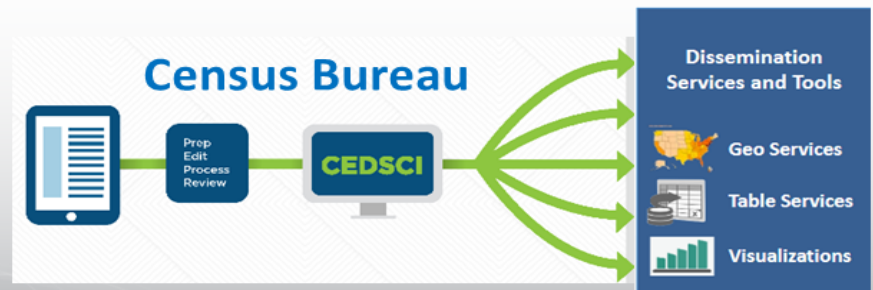 Census Bureau
Prep
Edit
Process
Review
CEDSCI
Dissemination
Services and Tools
Geo Services
Table Services
Visualizations